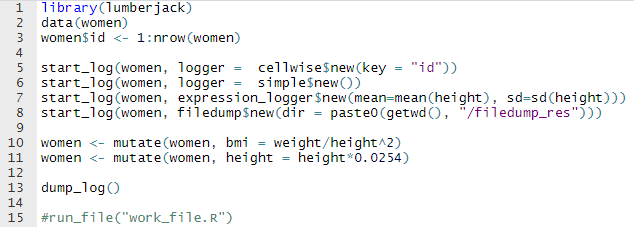 1 library(lumberjack)
2 data(women)
3 women$id <- 1:nrow(women)
4
5 start_log(women, logger =  cellwise$new(key = "id"))
6 start_log(women, logger =  simple$new())
7 start_log(women, expression_logger$new(mean=mean(height), sd=sd(height)))
8 start_log(women, filedump$new(dir = paste0(getwd(), "/filedump_res")))
9
10 women <- mutate(women, bmi = weight/height^2)
11 women <- mutate(women, height = height*0.0254)
12
13 dump_log()
14
15 #run_file("work_file.R")